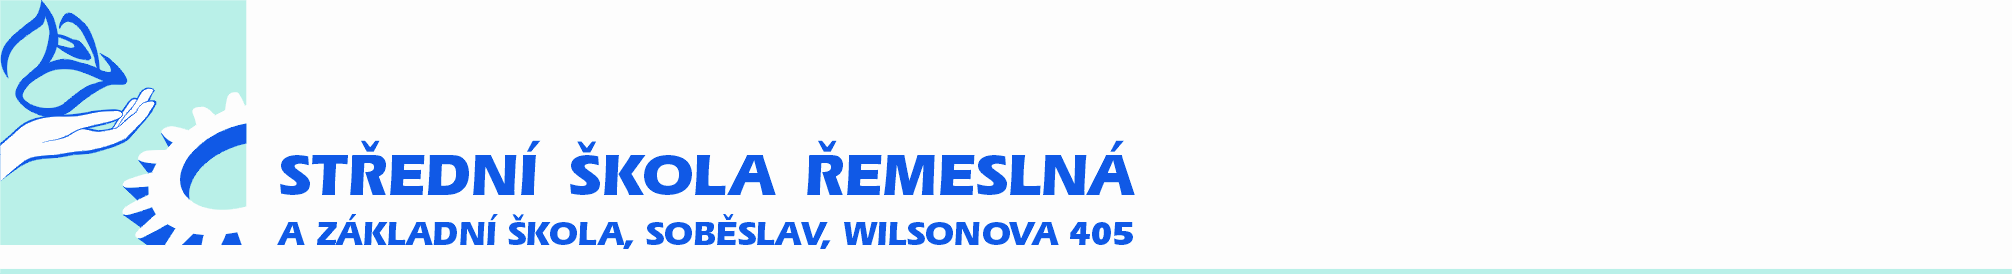 STŘEDNÍ ŠKOLA ŘEMESLNÁ
A ZÁKLADNÍ ŠKOLA, SOBĚSLAV, WILSONOVA 405